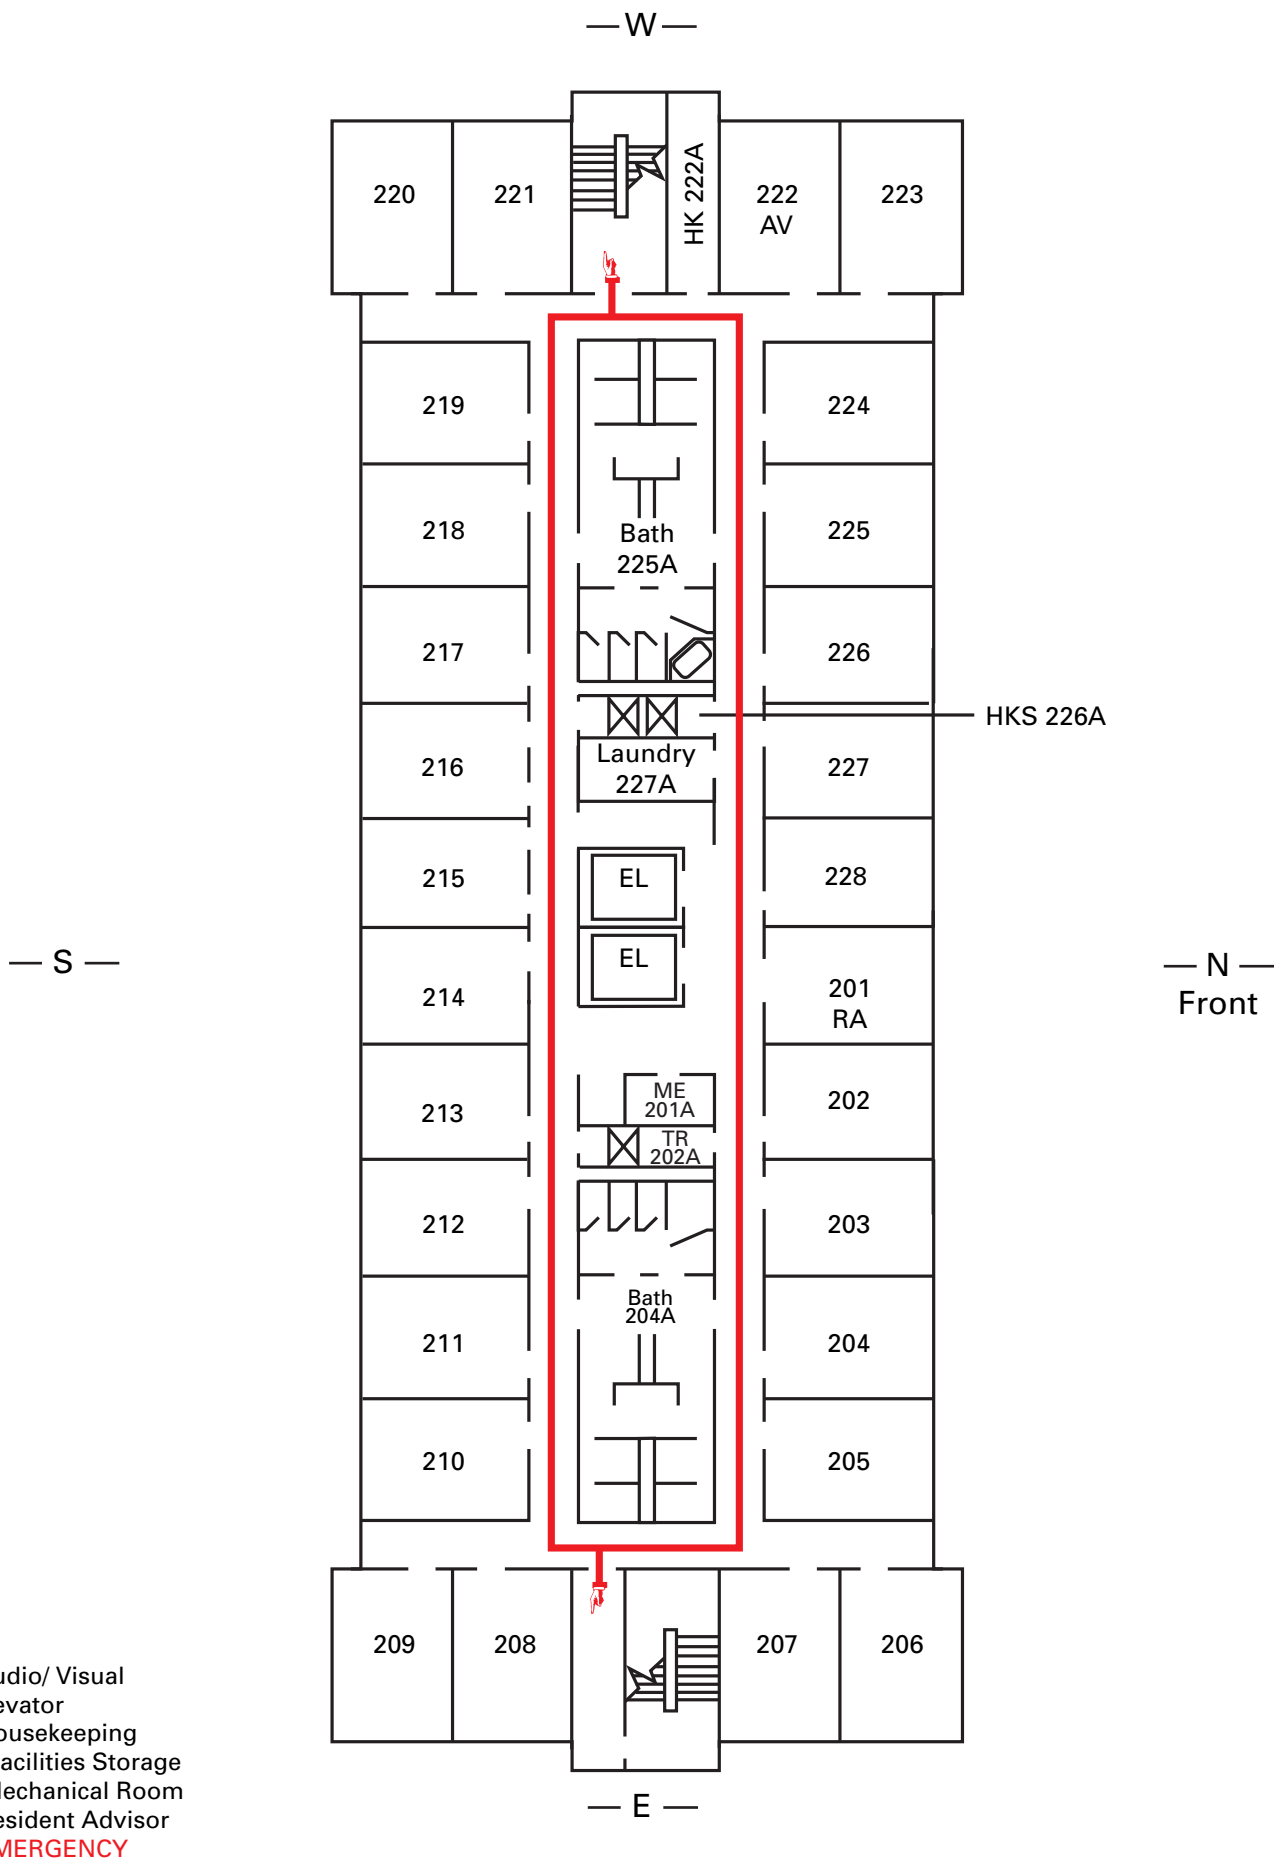 — W —
220
221
HK 222A
222
AV
223
219
224
218
225
Bath
225A
217
226
HKS 226A
216
Laundry
227A
227
215
EL
228
— S —
EL
— N —
Front
214
201
RA
213
ME
201A
202
TR
202A
212
203
Bath
204A
211
204
210
205
209
208
207
206
udio/ Visual
evator
ousekeeping
acilities Storage
echanical Room
esident Advisor
MERGENCY
— E —